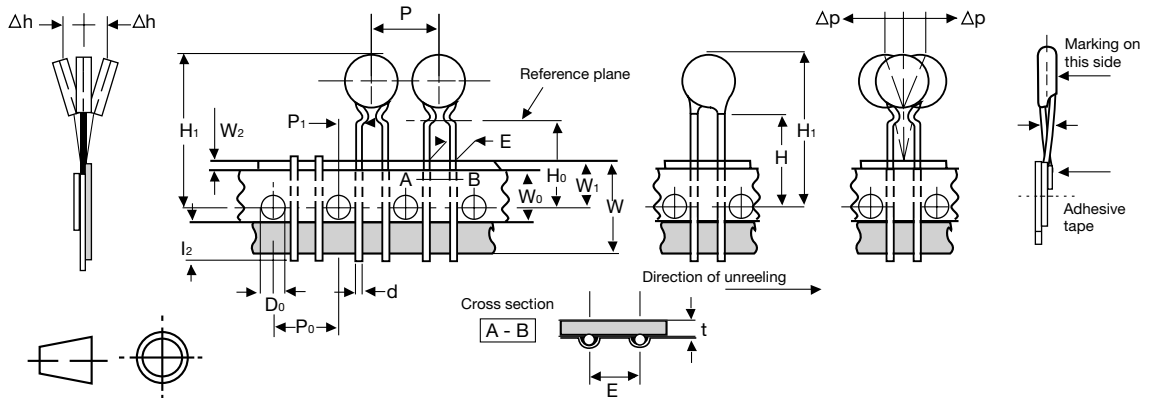 Δh Δh
P
Δp Δp
Marking on
this side
Reference plane
H1
W2
P1
E
H0
A B
W0
W1
W
H
H1
I2
Adhesive
tape
D0
d
P0
Direction of unreeling
Cross section
A - B
t
E